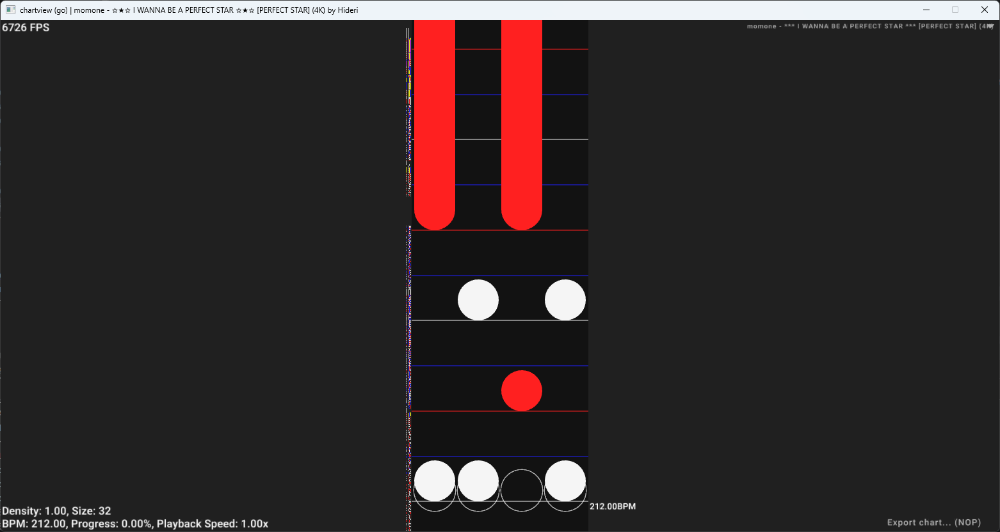 chartview (go) | momone - ☆★☆ I WANNA BE A PERFECT STAR ☆★☆ [PERFECT STAR] (4K) by Hideri
6726 FPS
momone - *** I WANNA BE A PERFECT STAR *** [PERFECT STAR] (4K)
212.00BPM
Density: 1.00, Size: 32
BPM: 212.00, Progress: 0.00%, Playback Speed: 1.00x
Export chart... (NOP)